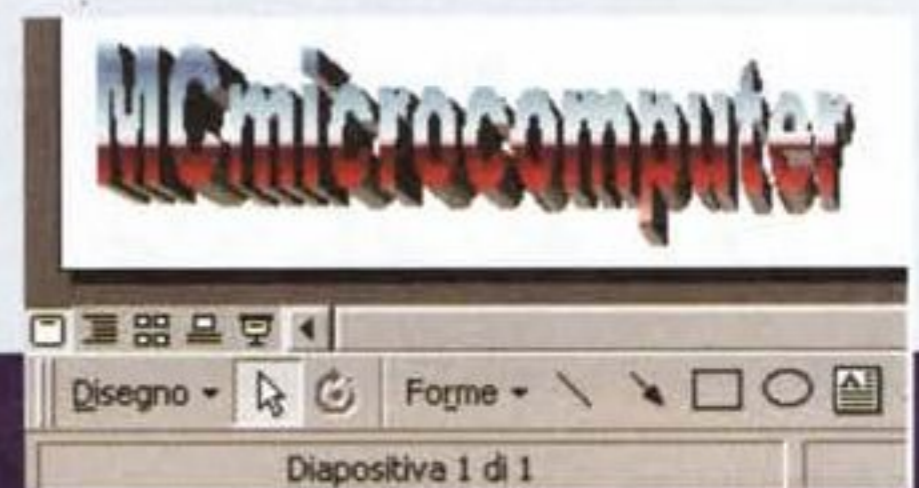 MCmicrocomputer
Disegno Forme
Diapositiva 1 di 1